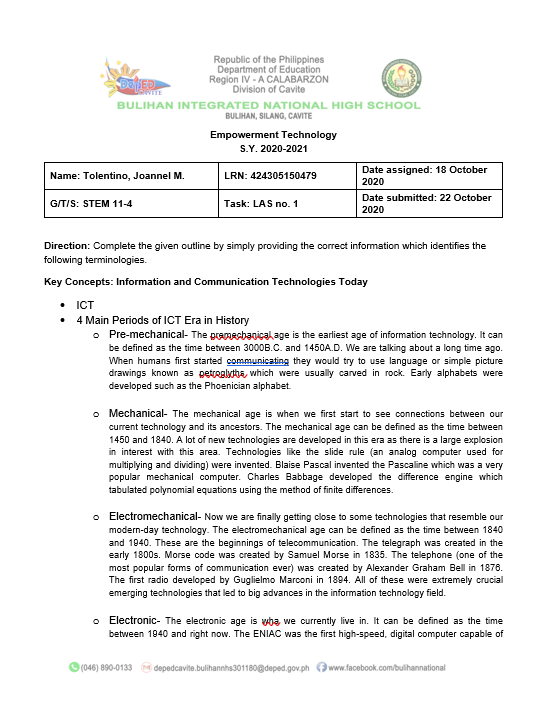 Republic of the Philippines
Department of Education
Region IV - A CALABARZON
Division of Cavite
BULIHAN INTEGRATED NATIONAL HIGH SCHOOL
BULIHAN, SILANG, CAVITE
DEPED
CAVITE
Empowerment Technology
S.Y. 2020-2021
Name: Tolentino, Joannel M.
LRN: 424305150479
Date assigned: 18 October
2020
G/T/S: STEM 11-4
Task: LAS no. 1
Date submitted: 22 October
2020
Direction: Complete the given outline by simply providing the correct information which identifies the
following terminologies.
Key Concepts: Information and Communication Technologies Today
• ICT
• 4 Main Periods of ICT Era in History
o Pre-mechanical- The premechanical age is the earliest age of information technology. It can
be defined as the time between 3000B.C. and 1450A.D. We are talking about a long time ago.
When humans first started communicating they would try to use language or simple picture
drawings known as petroglyths which were usually carved in rock. Early alphabets were
developed such as the Phoenician alphabet.
o Mechanical- The mechanical age is when we first start to see connections between our
current technology and its ancestors. The mechanical age can be defined as the time between
1450 and 1840. A lot of new technologies are developed in this era as there is a large explosion
in interest with this area. Technologies like the slide rule (an analog computer used for
multiplying and dividing) were invented. Blaise Pascal invented the Pascaline which was a very
popular mechanical computer. Charles Babbage developed the difference engine which
tabulated polynomial equations using the method of finite differences.
o Electromechanical- Now we are finally getting close to some technologies that resemble our
modern-day technology. The electromechanical age can be defined as the time between 1840
and 1940. These are the beginnings of telecommunication. The telegraph was created in the
early 1800s. Morse code was created by Samuel Morse in 1835. The telephone (one of the
most popular forms of communication ever) was created by Alexander Graham Bell in 1876.
The first radio developed by Guglielmo Marconi in 1894. All of these were extremely crucial
emerging technologies that led to big advances in the information technology field.
o Electronic- The electronic age is wha we currently live in. It can be defined as the time
between 1940 and right now. The ENIAC was the first high-speed, digital computer capable of
(046) 890-0133 depedcavite.bulihannhs301180@deped.gov.ph www.facebook.com/bulihannational